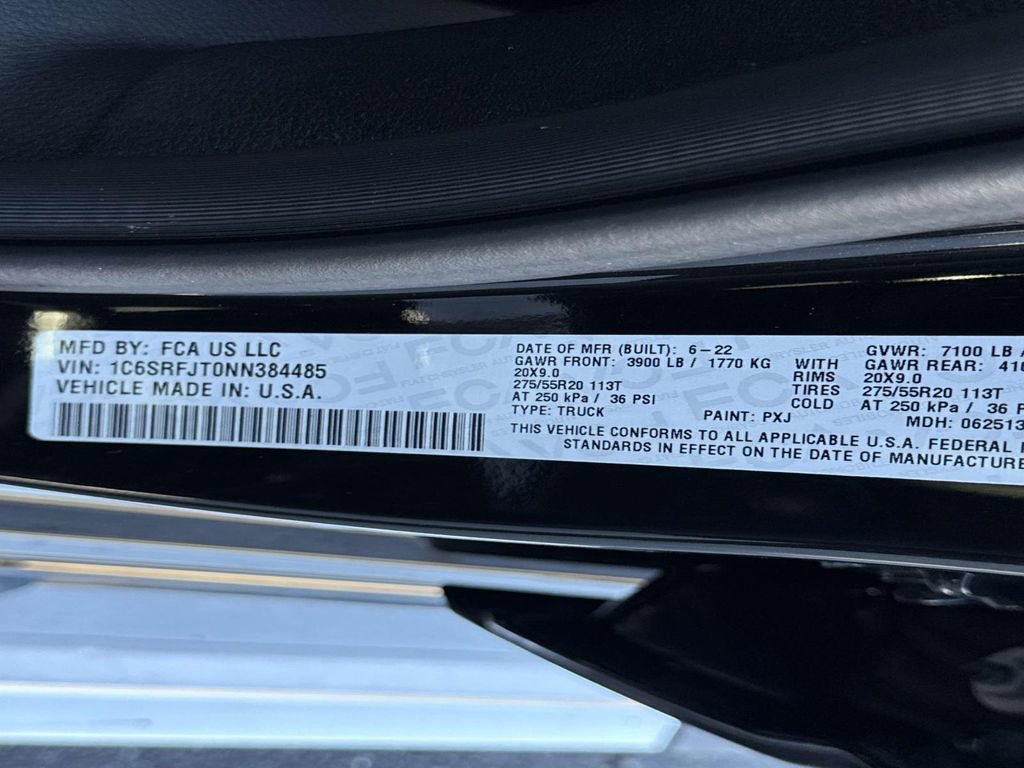 MFD BY: FCA US LLC
VIN: 1C6SRFJT0NN384485
VEHICLE MADE IN: U.S.A.
DATE OF MFR (BUILT): 6-22 GVWR: 7100 LB /
GAWR FRONT: 3900 LB / 1770 KG WITH GAWR REAR:
20X9.0 RIMS 20X9.0
275/55R20 113T TIRES 275/55R20 113T
AT 250 kPa / 36 PSI COLD AT 250 kPa / 36
TYPE: TRUCK PAINT: PXJ MDH: 062513
THIS VEHICLE CONFORMS TO ALL APPLICABLE U.S.A. FEDERAL
STANDARDS IN EFFECT ON THE DATE OF MANUFACTURE